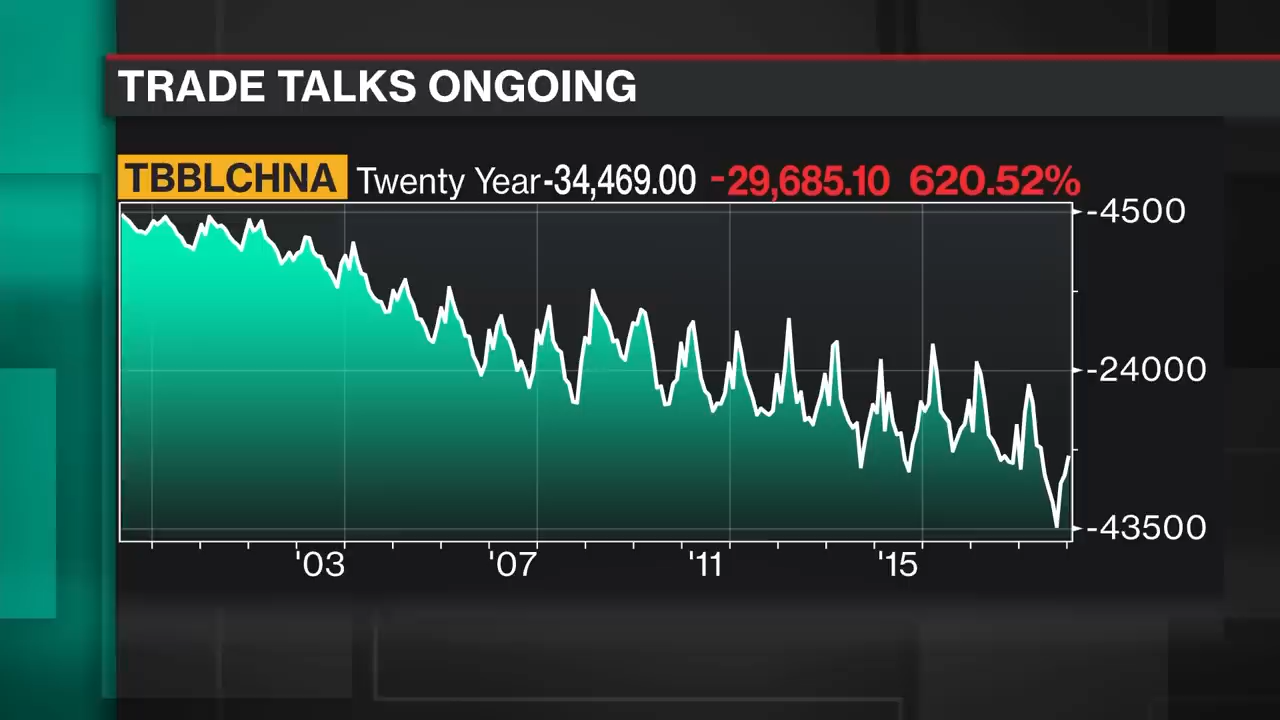 TRADE TALKS ONGOING
TBBLCHNA Twenty Year -34,469.00 -29,685.10 620.52%
-4500
-24000
-43500
'03 '07 '11 '15